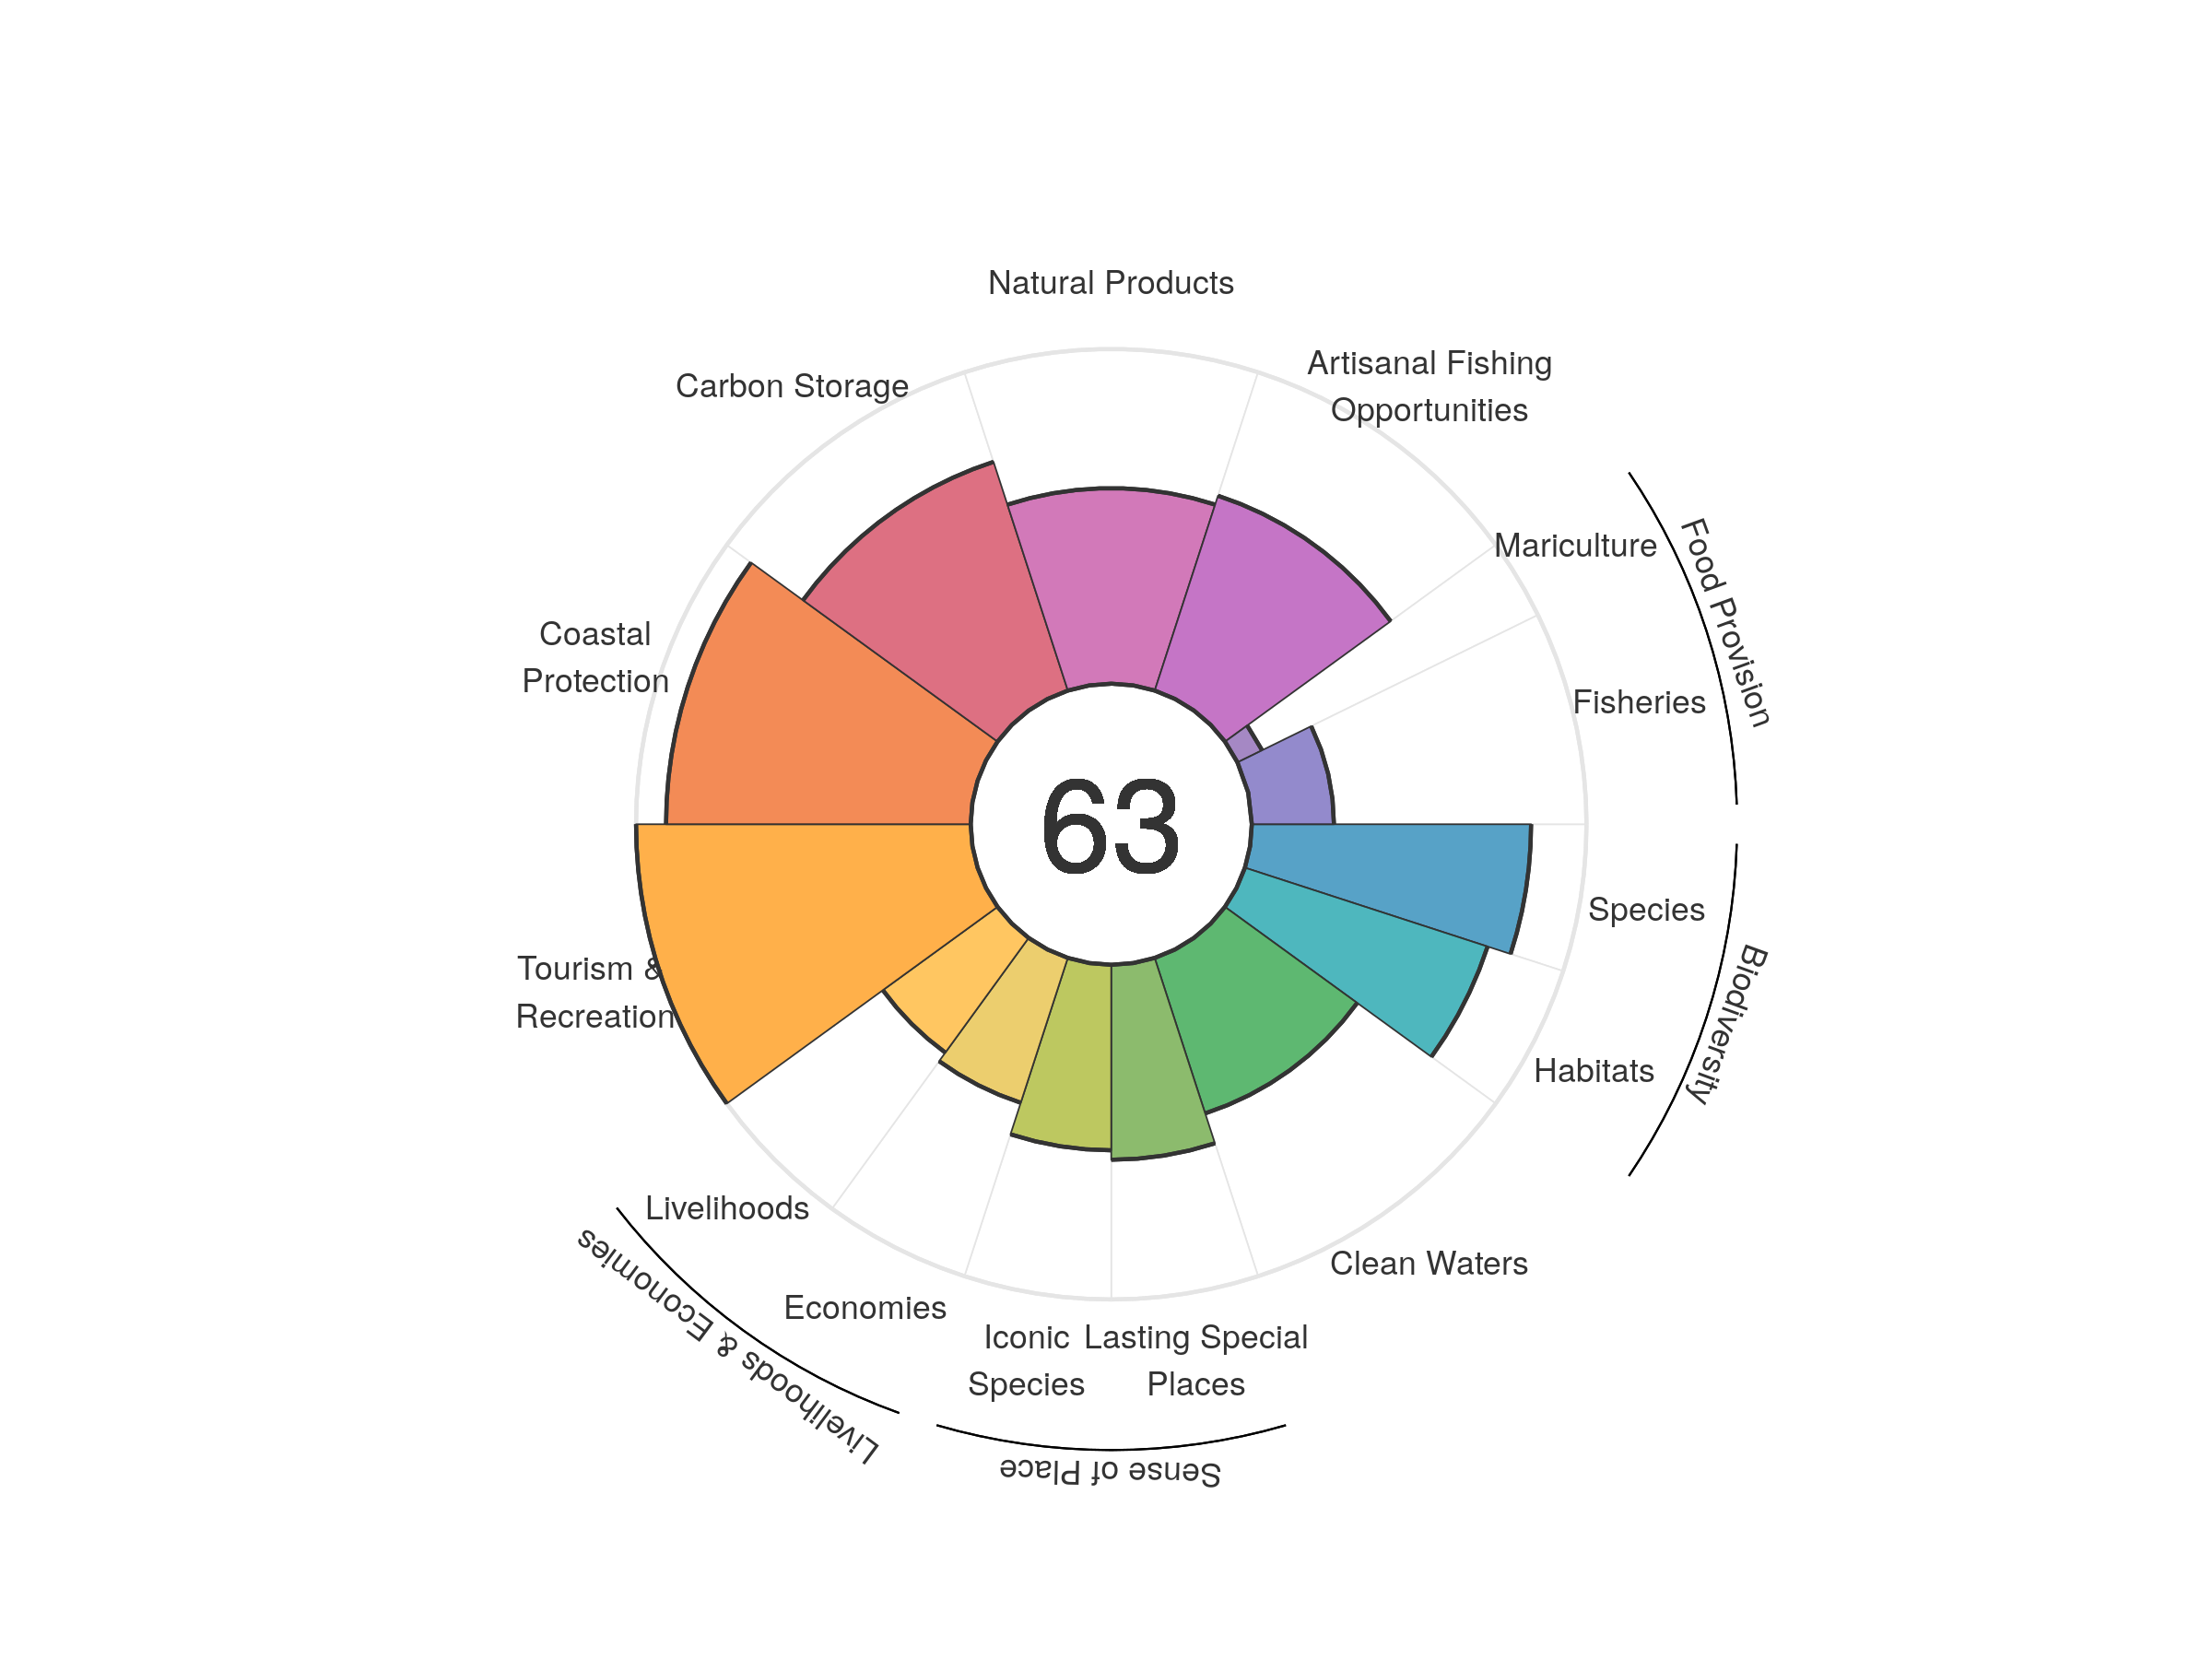 Natural Products
Carbon Storage
Artisanal Fishing
Opportunities
Mariculture
Food Provision
Fisheries
Coastal
Protection
63
Species
Biodiversity
Habitats
Tourism &
Recreation
Livelihoods
Livelihoods & Economies
Economies
Clean Waters
Iconic
Species
Lasting Special
Places
Sense of Place